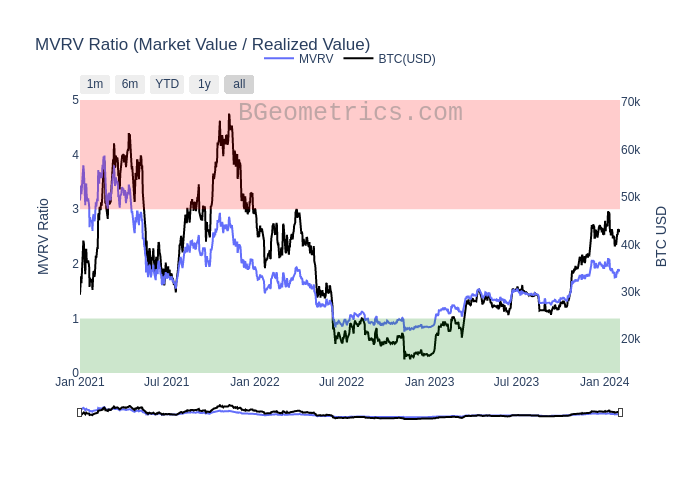 MVRV Ratio (Market Value / Realized Value)
MVRV BTC(USD)
1m 6m YTD 1y all
BGeometrics.com
5
4
3
2
1
0
MVRV Ratio
70k
60k
50k
40k
30k
20k
BTC USD
Jan 2021 Jul 2021 Jan 2022 Jul 2022 Jan 2023 Jul 2023 Jan 2024